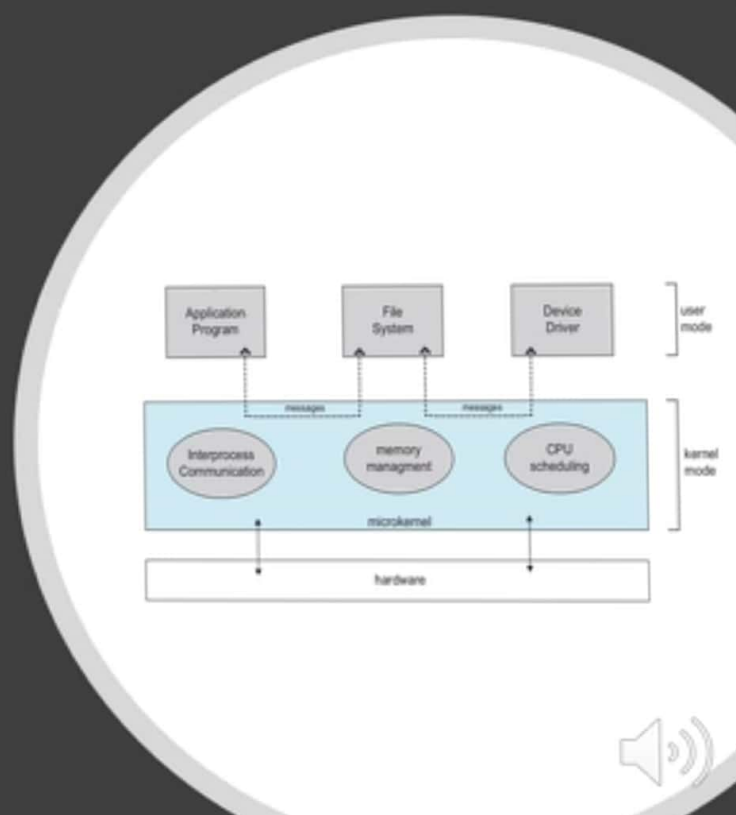 Application
Program
File
System
Device
Driver
user
mode
messages
messages
Interprocess
Communication
memory
managment
CPU
scheduling
kernel
mode
microkernel
hardware